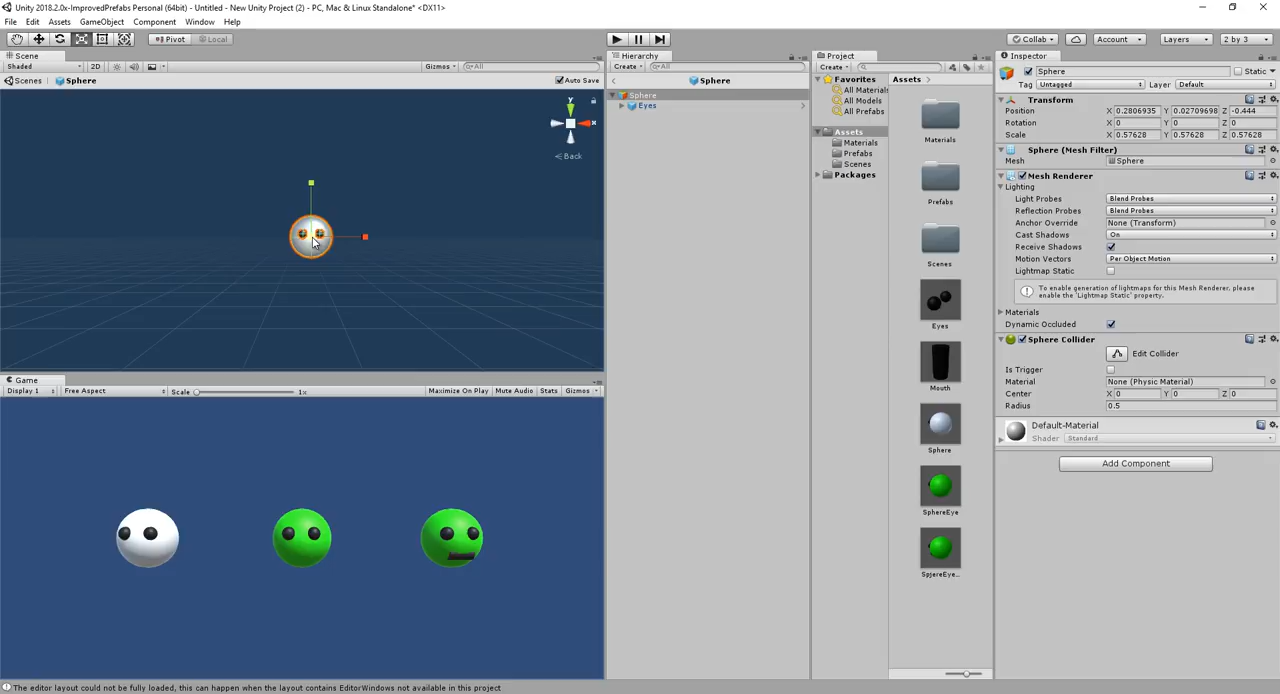 Unity 2018.2.0x-ImprovedPrefabs Personal (64bit) - Untitled - New Unity Project (2) - PC, Mac & Linux Standalone* <DX11>
File Edit Assets GameObject Component Window Help
Pivot Local
Collab Account Layers 2 by 3
Scene
Shaded 2D Gizmos All
Scenes Sphere Auto Save
y
x
Back
Game
Display 1 Free Aspect Scale 1x Maximize On Play Mute Audio Stats Gizmos
Hierarchy
Create All
Sphere
Sphere
Eyes
Project
Create
Favorites
All Materials
All Models
All Prefabs
Assets
Materials
Prefabs
Scenes
Packages
Assets
Materials
Prefabs
Scenes
Eyes
Mouth
Sphere
SphereEye
SpjereEye...
Inspector
Sphere Static
Tag Untagged Layer Default
Transform
Position X 0.2806935 Y 0.02709698 Z -0.444
Rotation X 0 Y 0 Z 0
Scale X 0.57628 Y 0.57628 Z 0.57628
Sphere (Mesh Filter)
Mesh Sphere
Mesh Renderer
Lighting
Light Probes Blend Probes
Reflection Probes Blend Probes
Anchor Override None (Transform)
Cast Shadows On
Receive Shadows
Motion Vectors Per Object Motion
Lightmap Static
To enable generation of lightmaps for this Mesh Renderer, please
enable the 'Lightmap Static' property.
Materials
Dynamic Occluded
Sphere Collider
Edit Collider
Is Trigger
Material None (Physic Material)
Center X 0 Y 0 Z 0
Radius 0.5
Default-Material
Shader Standard
Add Component
The editor layout could not be fully loaded, this can happen when the layout contains EditorWindows not available in this project